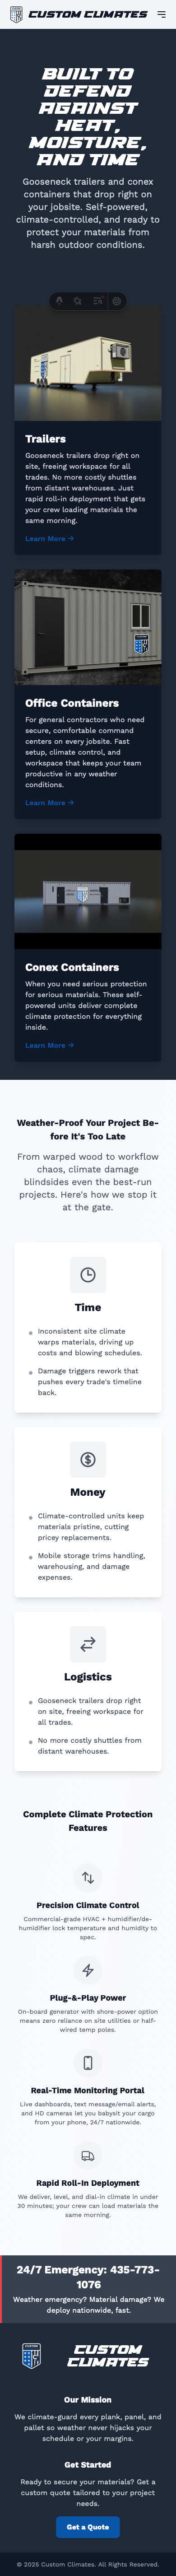 CUSTOM CLIMATES
BUILT TO
DEFEND
AGAINST
HEAT,
MOISTURE,
AND TIME
Gooseneck trailers and conex
containers that drop right on
your jobsite. Self-powered,
climate-controlled, and ready to
protect your materials from
harsh outdoor conditions.
Trailers
Gooseneck trailers drop right on
site, freeing workspace for all
trades. No more costly shuttles
from distant warehouses. Just
rapid roll-in deployment that gets
your crew loading materials the
same morning.
Learn More →
Office Containers
For general contractors who need
secure, comfortable command
centers on every jobsite. Fast
setup, climate control, and
workspace that keeps your team
productive in any weather
conditions.
Learn More →
Conex Containers
When you need serious protection
for serious materials. These self-
powered units deliver complete
climate protection for everything
inside.
Learn More →
Weather-Proof Your Project Be-
fore It's Too Late
From warped wood to workflow
chaos, climate damage
blindsides even the best-run
projects. Here's how we stop it
at the gate.
Time
Inconsistent site climate
warps materials, driving up
costs and blowing schedules.
Damage triggers rework that
pushes every trade's timeline
back.
Money
Climate-controlled units keep
materials pristine, cutting
pricey replacements.
Mobile storage trims handling,
warehousing, and damage
expenses.
Logistics
Gooseneck trailers drop right
on site, freeing workspace for
all trades.
No more costly shuttles from
distant warehouses.
Complete Climate Protection
Features
Precision Climate Control
Commercial-grade HVAC + humidifier/de-
humidifier lock temperature and humidity to
spec.
Plug-&-Play Power
On-board generator with shore-power option
means zero reliance on site utilities or half-
wired temp poles.
Real-Time Monitoring Portal
Live dashboards, text message/email alerts,
and HD cameras let you babysit your cargo
from your phone, 24/7 nationwide.
Rapid Roll-In Deployment
We deliver, level, and dial-in climate in under
30 minutes; your crew can load materials the
same morning.
24/7 Emergency: 435-773-
1076
Weather emergency? Material damage? We
deploy nationwide, fast.
CUSTOM
CLIMATES
Our Mission
We climate-guard every plank, panel, and
pallet so weather never hijacks your
schedule or your margins.
Get Started
Ready to secure your materials? Get a
custom quote tailored to your project
needs.
Get a Quote
© 2025 Custom Climates. All Rights Reserved.